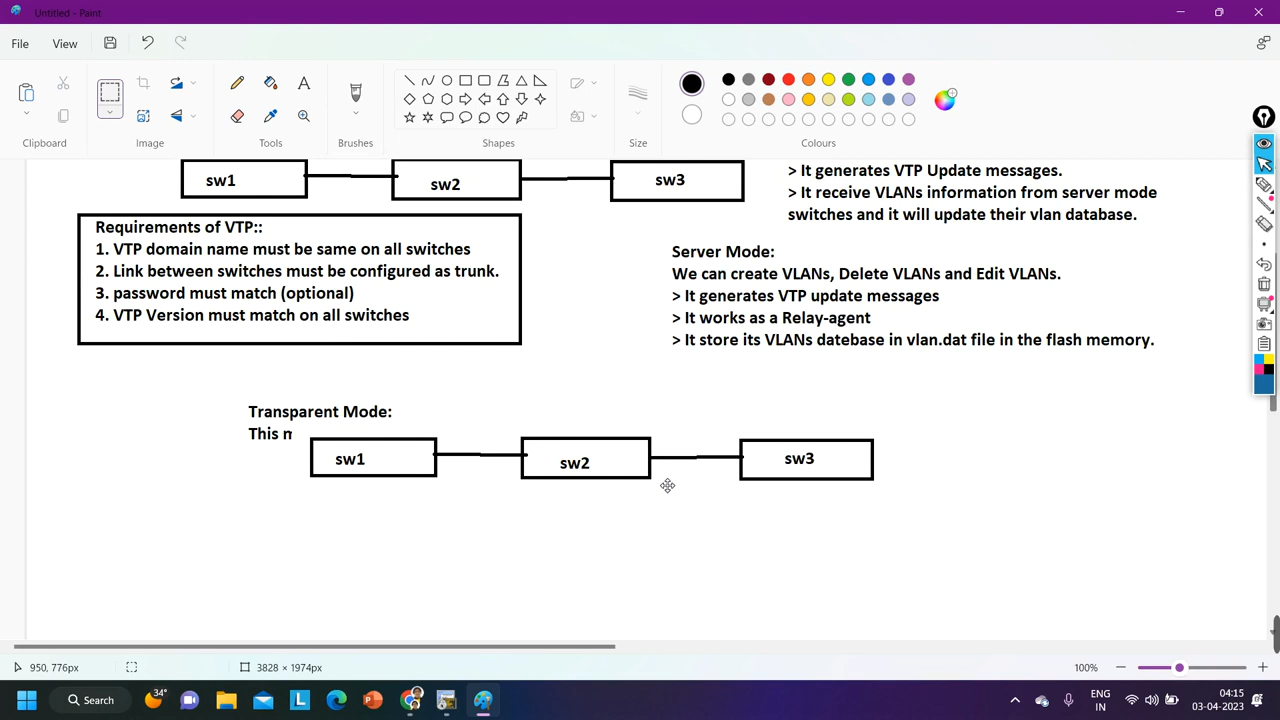 Untitled - Paint
File
View
Clipboard
Image
Tools
Brushes
Shapes
Size
Colours
sw1
sw2
sw3
> It generates VTP Update messages.
> It receive VLANs information from server mode
switches and it will update their vlan database.
Requirements of VTP::
1. VTP domain name must be same on all switches
2. Link between switches must be configured as trunk.
3. password must match (optional)
4. VTP Version must match on all switches
Server Mode:
We can create VLANs, Delete VLANs and Edit VLANs.
> It generates VTP update messages
> It works as a Relay-agent
> It store its VLANs datebase in vlan.dat file in the flash memory.
Transparent Mode:
This
sw1
sw2
sw3
950, 776px
3828 × 1974px
100%
34°
Search
ENG
IN
04:15
03-04-2023